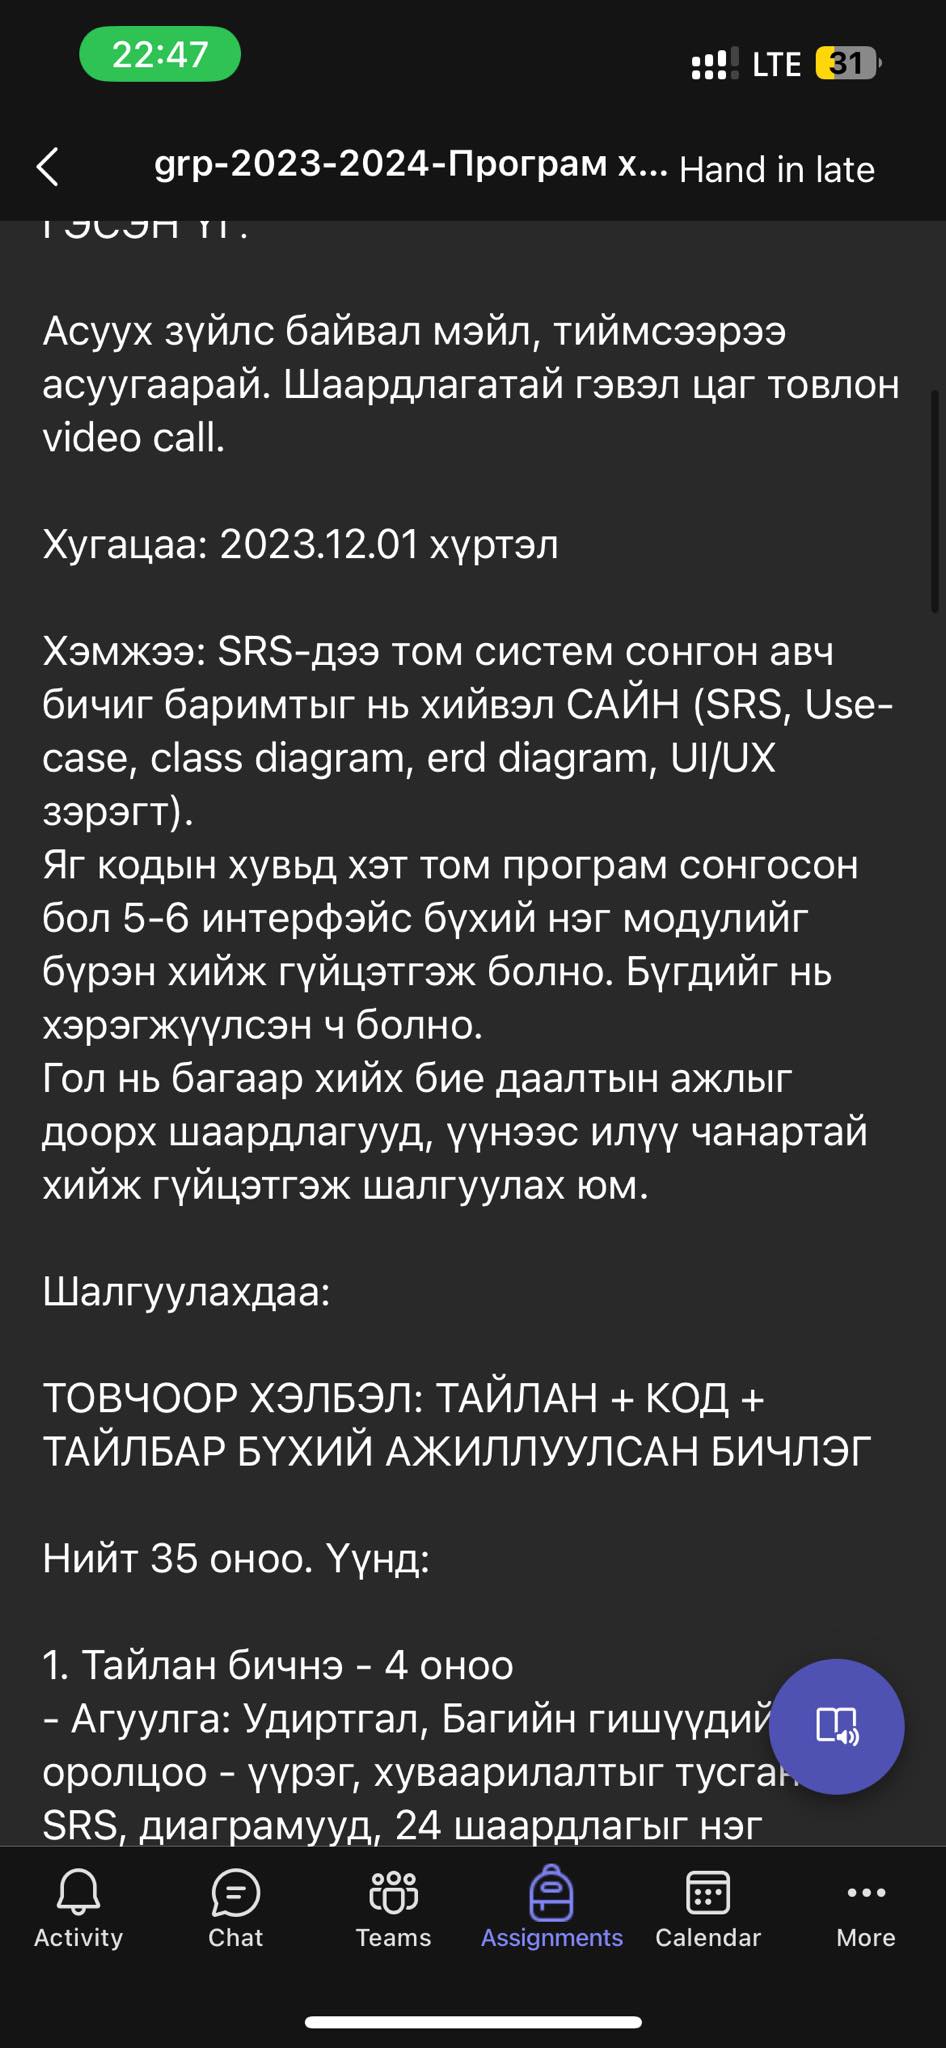 22:47
LTE
31
grp-2023-2024-Програм х... Hand in late
ГЭСЭН ҮГ.
Асуух зүйлс байвал мэйл, тиймсээрээ
асуугаарай. Шаардлагатай гэвэл цаг товлон
video call.
Хугацаа: 2023.12.01 хүртэл
Хэмжээ: SRS-дээ том систем сонгон авч
бичиг баримтыг нь хийвэл САЙН (SRS, Use-
case, class diagram, erd diagram, UI/UX
зэрэгт).
Яг кодын хувьд хэт том програм сонгосон
бол 5-6 интерфэйс бүхий нэг модулийг
бүрэн хийж гүйцэтгэж болно. Бүгдийг нь
хэрэгжүүлсэн ч болно.
Гол нь багаар хийх бие даалтын ажлыг
доорх шаардлагууд, үүнээс илүү чанартай
хийж гүйцэтгэж шалгуулах юм.
Шалгуулахдаа:
ТОВЧООР ХЭЛБЭЛ: ТАЙЛАН + КОД +
ТАЙЛБАР БҮХИЙ АЖИЛЛУУЛСАН БИЧЛЭГ
Нийт 35 оноо. Үүнд:
1. Тайлан бичнэ - 4 оноо
- Агуулга: Удиртгал, Багийн гишүүдий
оролцоо - үүрэг, хуваарилалтыг тусган
SRS, диаграмууд, 24 шаардлагыг нэг
Activity
Chat
Teams
Assignments
Calendar
More